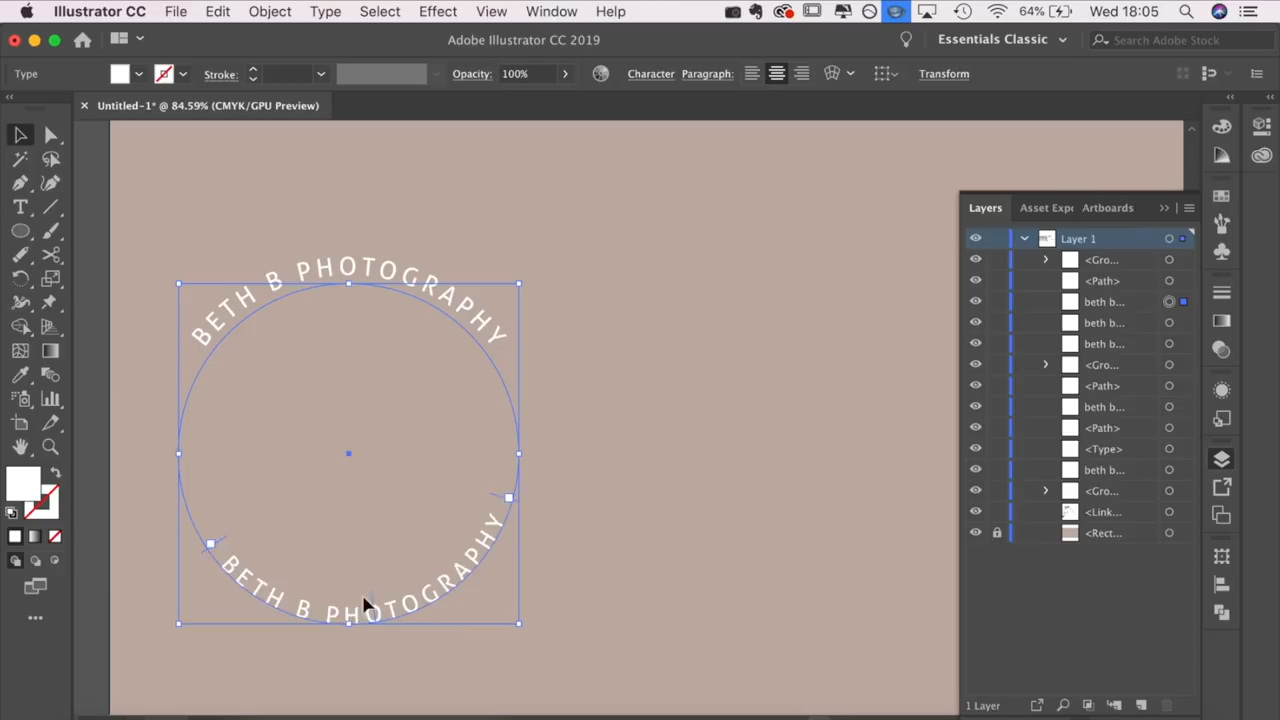 Illustrator CC File Edit Object Type Select Effect View Window Help 64% Wed 18:05
Adobe Illustrator CC 2019 Essentials Classic Search Adobe Stock
Type Stroke: Opacity: 100% Character Paragraph: Transform
Untitled-1* @ 84.59% (CMYK/GPU Preview)
Layers Asset Expo Artboards
Layer 1
<Gro...
<Path>
beth b...
beth b...
beth b...
<Gro...
<Path>
beth b...
<Path>
<Type>
beth b...
<Gro...
<Link...
<Rect...
1 Layer
BETH B PHOTOGRAPHY
BETH B PHOTOGRAPHY